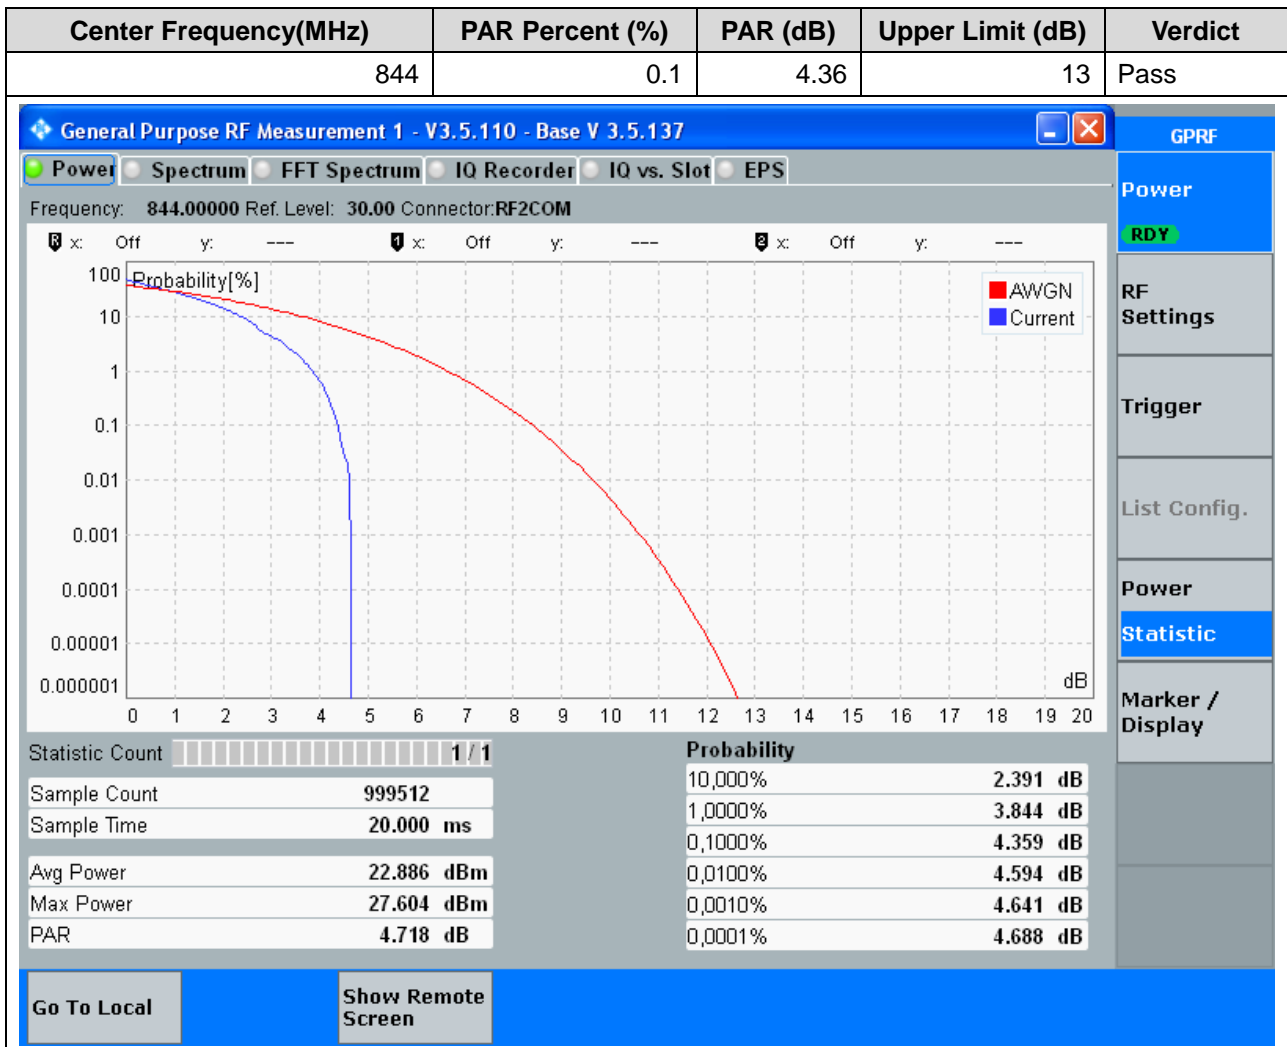 Center Frequency(MHz) PAR Percent (%) PAR (dB) Upper Limit (dB) Verdict
844 0.1 4.36 13 Pass
General Purpose RF Measurement 1 - V3.5.110 - Base V 3.5.137
GPRF
Power Spectrum FFT Spectrum IQ Recorder IQ vs. Slot EPS
Power
RDY
Frequency: 844.00000 Ref. Level: 30.00 Connector:RF2COM
R x: Off y: --- 1 x: Off y: --- 2 x: Off y: ---
100 Probability[%]
AWGN
Current
10
1
0.1
0.01
0.001
0.0001
0.00001
0.000001
dB
0 1 2 3 4 5 6 7 8 9 10 11 12 13 14 15 16 17 18 19 20
RF
Settings
Trigger
List Config.
Power
Statistic
Marker /
Display
Statistic Count 1 / 1
Sample Count 999512
Sample Time 20.000 ms
Avg Power 22.886 dBm
Max Power 27.604 dBm
PAR 4.718 dB
Probability
10,000% 2.391 dB
1,0000% 3.844 dB
0,1000% 4.359 dB
0,0100% 4.594 dB
0,0010% 4.641 dB
0,0001% 4.688 dB
Go To Local
Show Remote
Screen